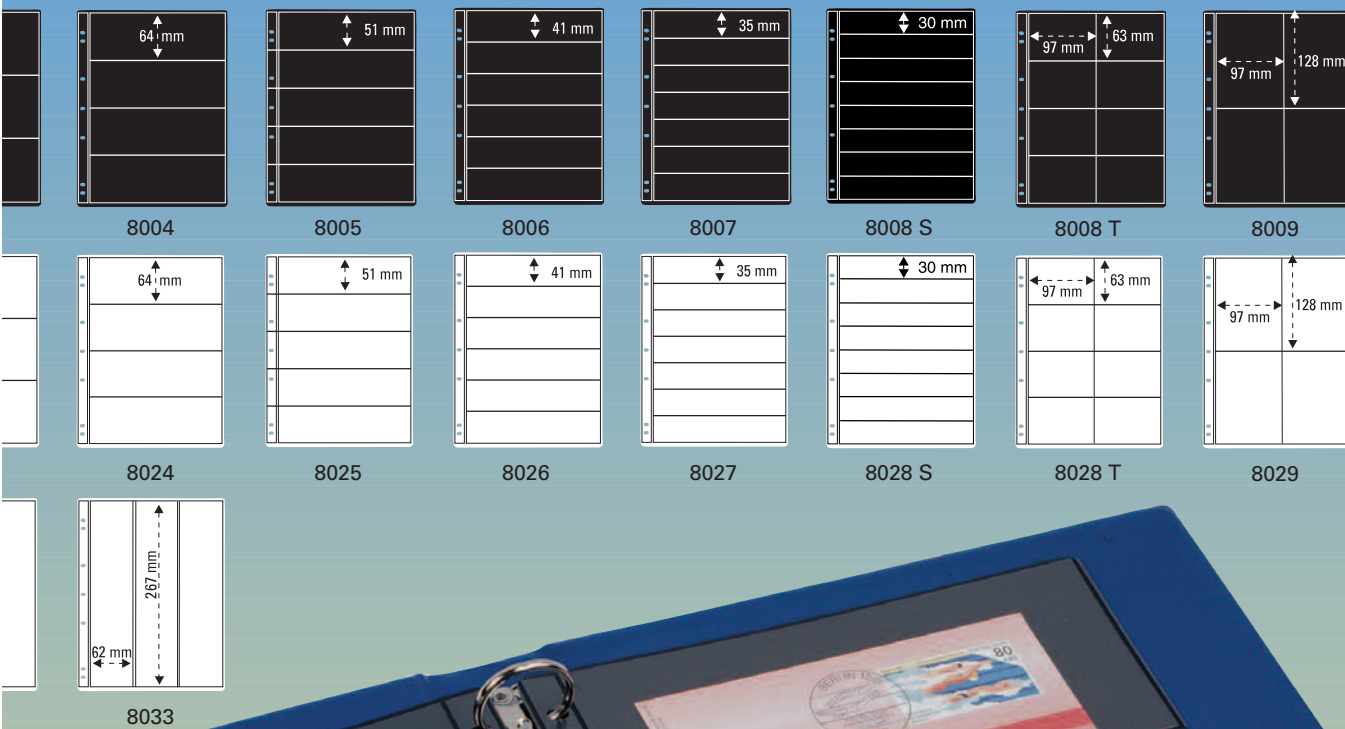 64 mm
51 mm
41 mm
35 mm
30 mm
97 mm
63 mm
97 mm
128 mm
8004
8005
8006
8007
8008 S
8008 T
8009
64 mm
51 mm
41 mm
35 mm
30 mm
97 mm
63 mm
97 mm
128 mm
8024
8025
8026
8027
8028 S
8028 T
8029
267 mm
62 mm
8033
80
BERLIN